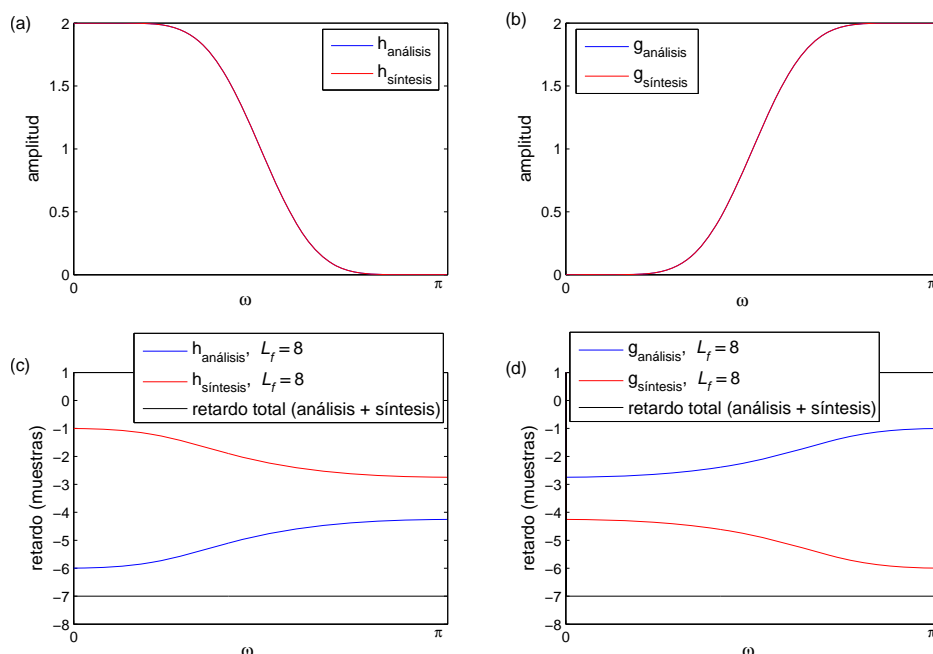 (a)
2
1.5
1
0.5
0
amplitud
0
ω
π
h análisis
h síntesis
(b)
2
1.5
1
0.5
0
amplitud
0
ω
π
g análisis
g síntesis
(c)
h análisis, L f = 8
h síntesis, L f = 8
retardo total (análisis + síntesis)
1
0
−1
−2
−3
−4
−5
−6
−7
−8
retardo (muestras)
0
ω
π
(d)
g análisis, L f = 8
g síntesis, L f = 8
retardo total (análisis + síntesis)
1
0
−1
−2
−3
−4
−5
−6
−7
−8
retardo (muestras)
0
ω
π